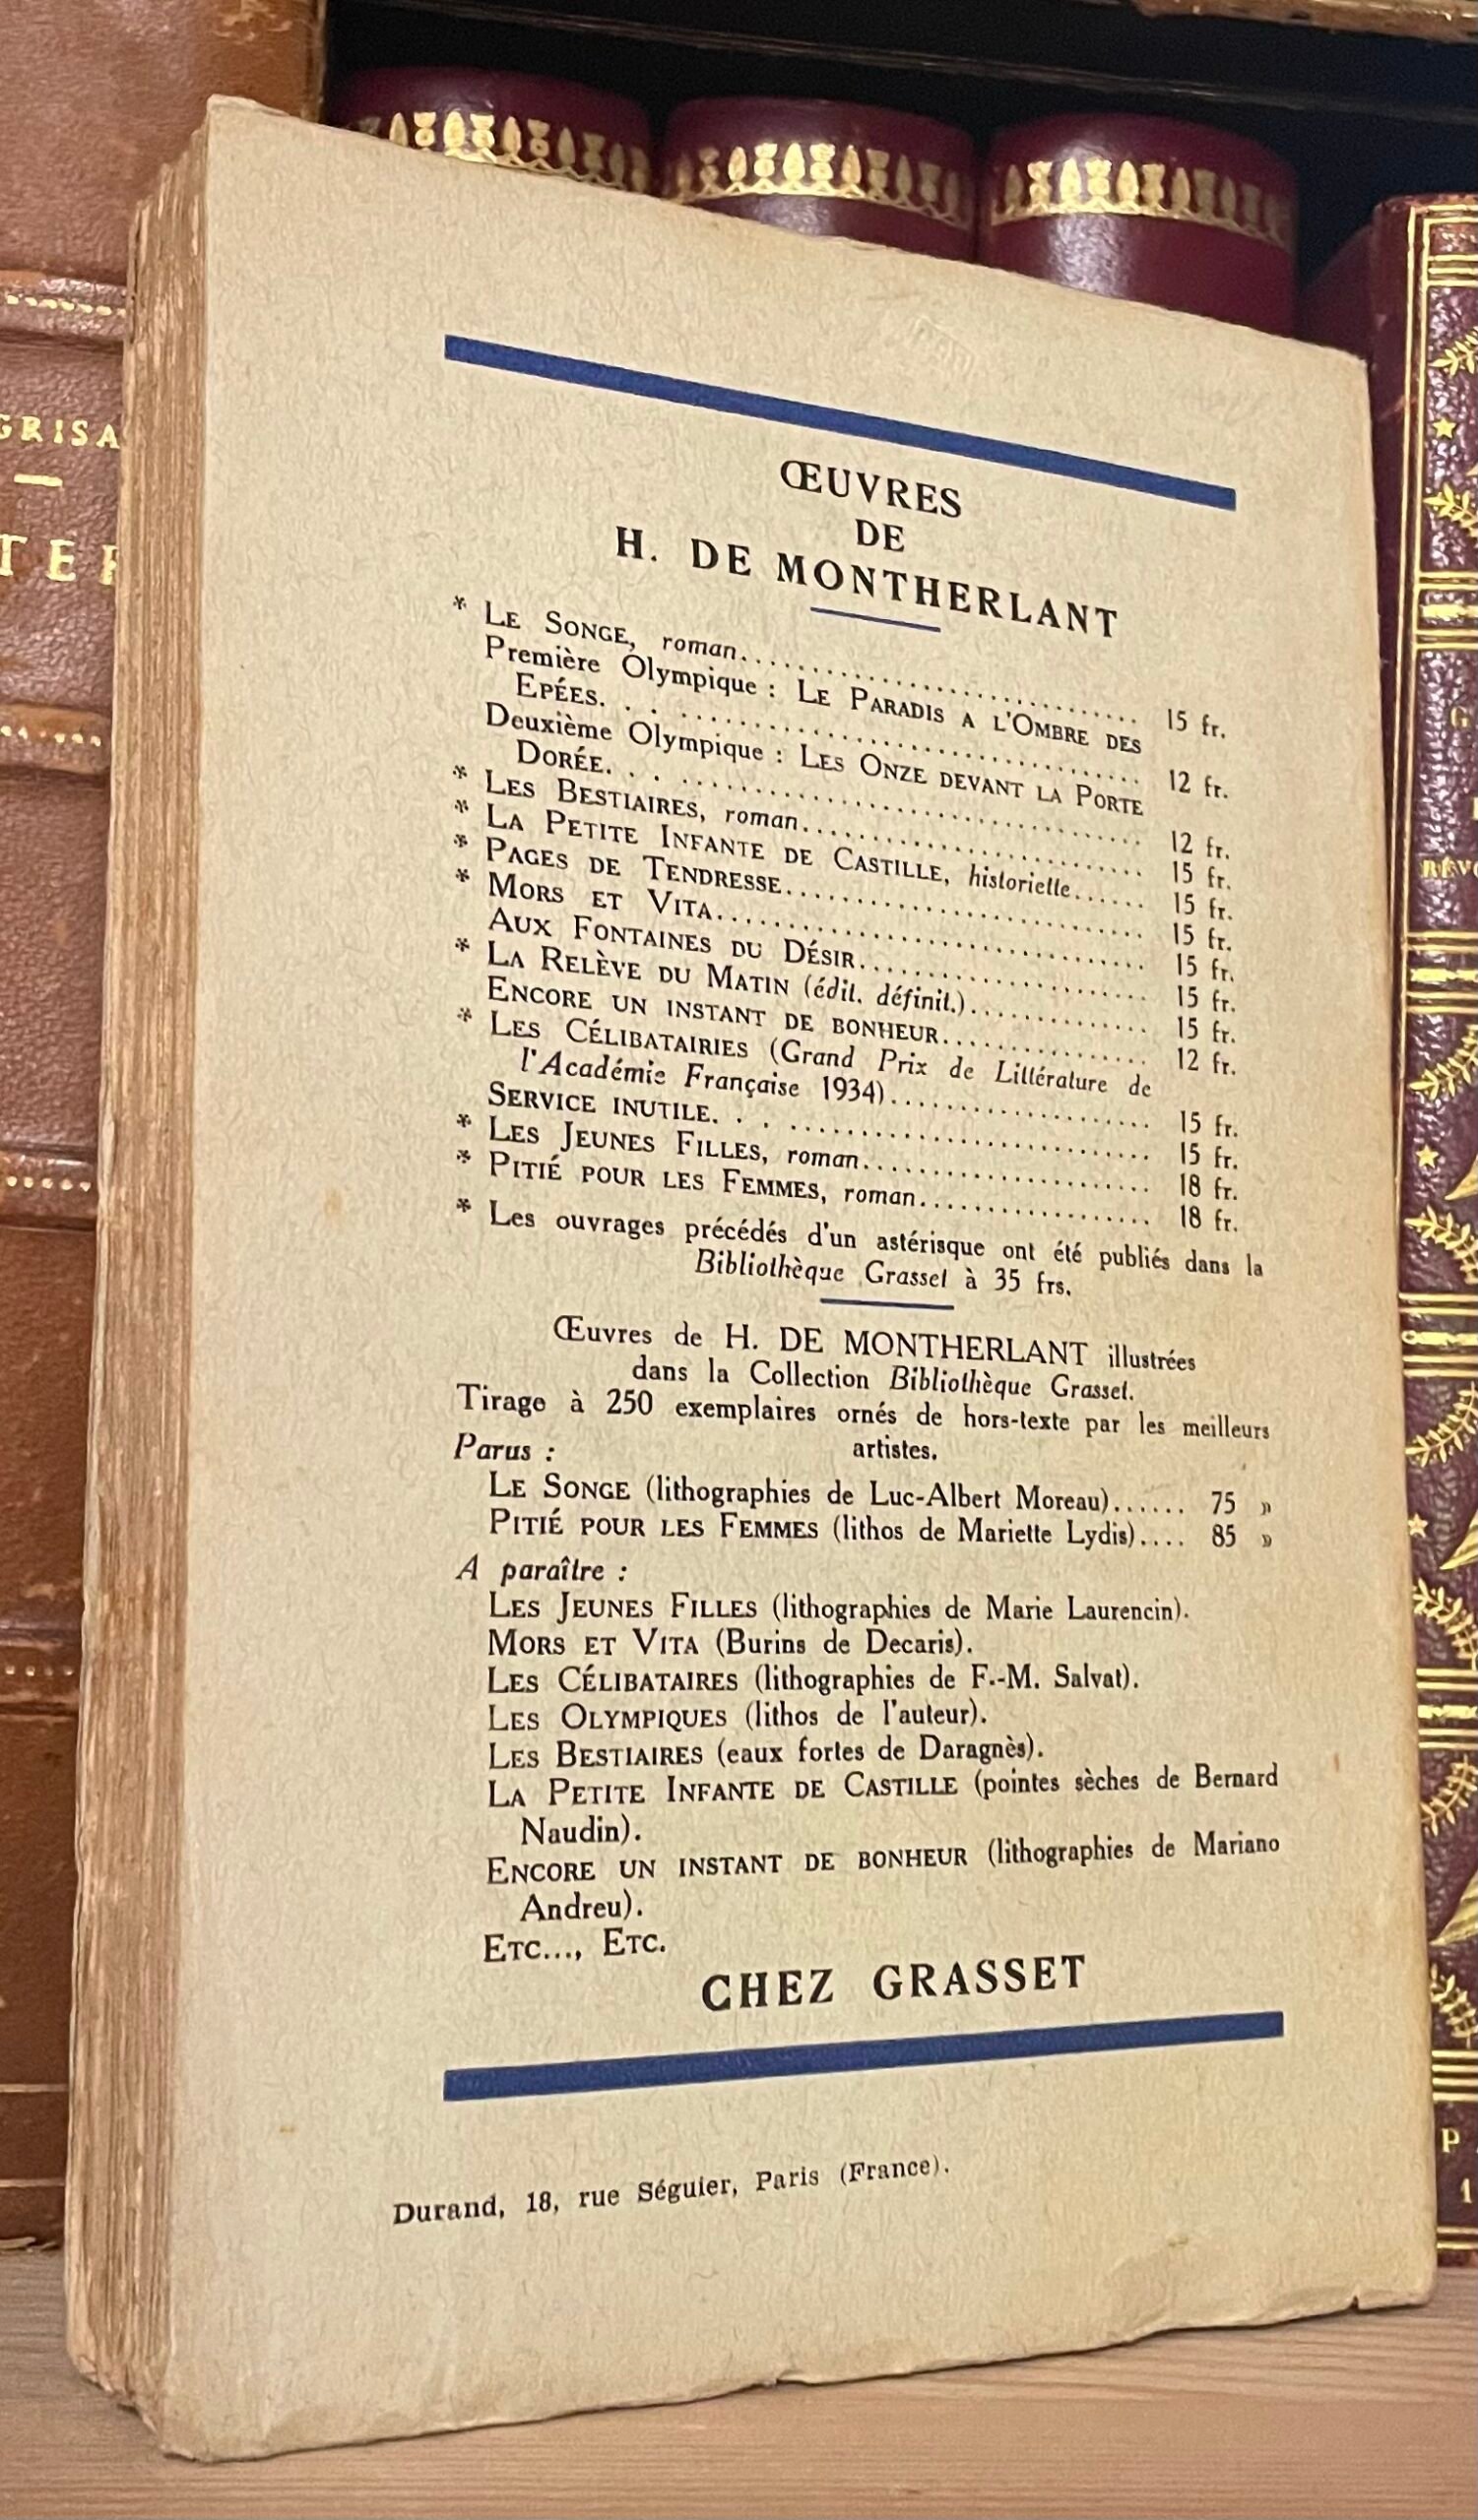 GRISA
TER
ŒUVRES
DE
H. DE MONTHERLANT
* LE SONGE, roman........................ 15 fr.
Première Olympique : LE PARADIS A L'OMBRE DES
EPÉES. . . ........................ 12 fr.
Deuxième Olympique : LES ONZE DEVANT LA PORTE
DORÉE. . . ........................ 12 fr.
* LES BESTIAIRES, roman........................ 15 fr.
* LA PETITE INFANTE DE CASTILLE, historiette...... 15 fr.
* PAGES DE TENDRESSE........................ 15 fr.
* MORS ET VITA........................ 15 fr.
AUX FONTAINES DU DÉSIR........................ 15 fr.
* LA RELÈVE DU MATIN (édit. définit.).............. 15 fr.
ENCORE UN INSTANT DE BONHEUR................ 12 fr.
* LES CÉLIBATAIRIES (Grand Prix de Littérature de
l'Académie Française 1934)................... 15 fr.
SERVICE INUTILE. . . ........................ 15 fr.
* LES JEUNES FILLES, roman.................... 18 fr.
* PITIÉ POUR LES FEMMES, roman.................. 18 fr.
* Les ouvrages précédés d'un astérisque ont été publiés dans la
Bibliothèque Grasset à 35 frs.
Œuvres de H. DE MONTHERLANT illustrées
dans la Collection Bibliothèque Grasset.
Tirage à 250 exemplaires ornés de hors-texte par les meilleurs
artistes.
Parus :
LE SONGE (lithographies de Luc-Albert Moreau)...... 75 »
PITIÉ POUR LES FEMMES (lithos de Mariette Lydis).... 85 »
A paraître :
LES JEUNES FILLES (lithographies de Marie Laurencin).
MORS ET VITA (Burins de Decaris).
LES CÉLIBATAIRES (lithographies de F.-M. Salvat).
LES OLYMPIQUES (lithos de l'auteur).
LES BESTIAIRES (eaux fortes de Daragnès).
LA PETITE INFANTE DE CASTILLE (pointes sèches de Bernard
Naudin).
ENCORE UN INSTANT DE BONHEUR (lithographies de Mariano
Andreu).
ETC..., ETC.
CHEZ GRASSET
Durand, 18, rue Séguier, Paris (France).